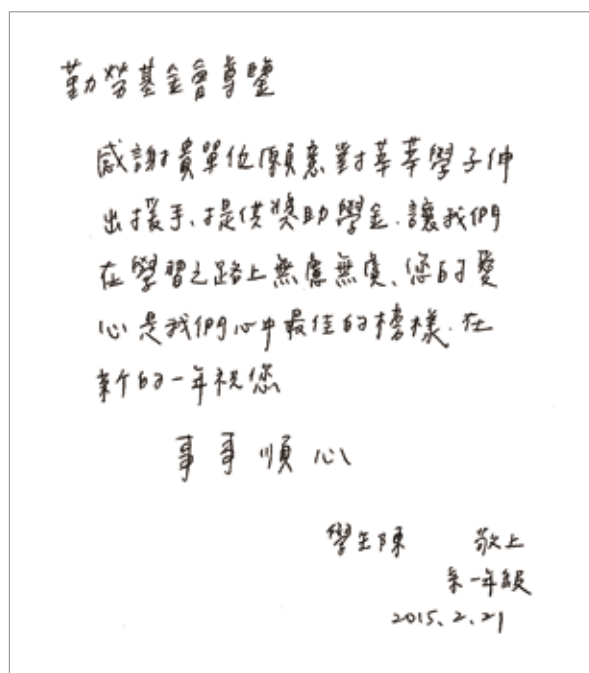 勤勞基金會尊鑒
感謝貴單位願意對莘莘學子伸
出援手、提供獎助學金、讓我們
在學習之路上無慮無虞、您的愛
心是我們心中最佳的榜樣、在
新的一年祝您
事事順心
學生陳 敬上
一年級
2015.2.21